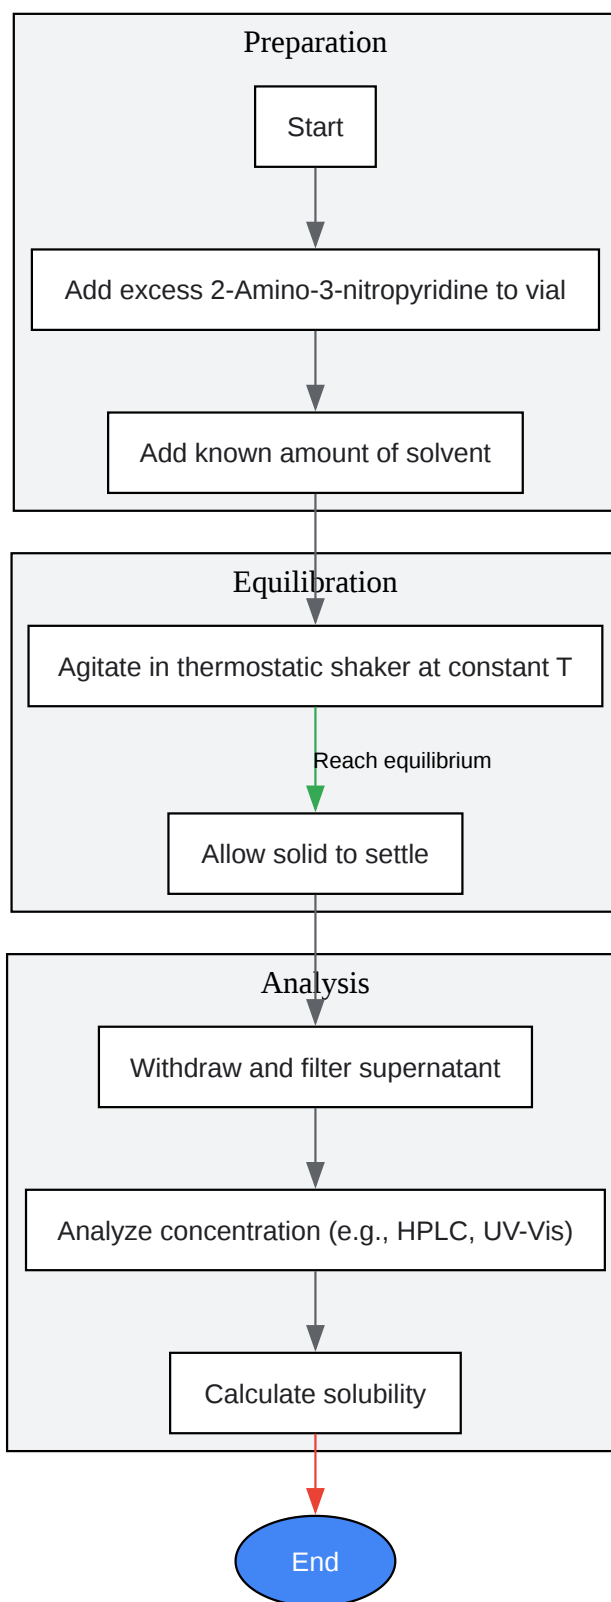 Preparation
Start
Add excess 2-Amino-3-nitropyridine to vial
Add known amount of solvent
Equilibration
Agitate in thermostatic shaker at constant T
Reach equilibrium
Allow solid to settle
Analysis
Withdraw and filter supernatant
Analyze concentration (e.g., HPLC, UV-Vis)
Calculate solubility
End